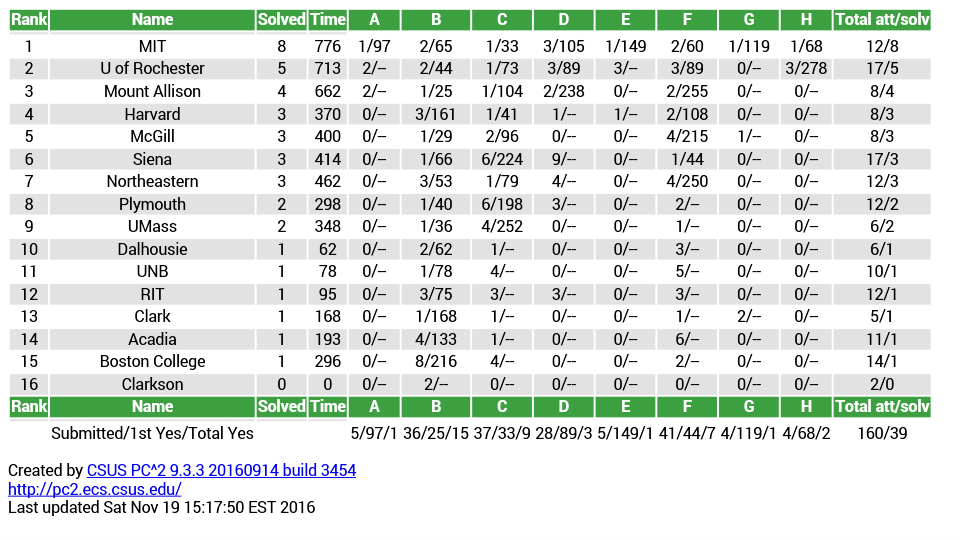 Rank Name Solved Time A B C D E F G H Total att/solv
1 MIT 8 776 1/97 2/65 1/33 3/105 1/149 2/60 1/119 1/68 12/8
2 U of Rochester 5 713 2/-- 2/44 1/73 3/89 3/-- 3/89 0/-- 3/278 17/5
3 Mount Allison 4 662 2/-- 1/25 1/104 2/238 0/-- 2/255 0/-- 0/-- 8/4
4 Harvard 3 370 0/-- 3/161 1/41 1/-- 1/-- 2/108 0/-- 0/-- 8/3
5 McGill 3 400 0/-- 1/29 2/96 0/-- 0/-- 4/215 1/-- 0/-- 8/3
6 Siena 3 414 0/-- 1/66 6/224 9/-- 0/-- 1/44 0/-- 0/-- 17/3
7 Northeastern 3 462 0/-- 3/53 1/79 4/-- 0/-- 4/250 0/-- 0/-- 12/3
8 Plymouth 2 298 0/-- 1/40 6/198 3/-- 0/-- 2/-- 0/-- 0/-- 12/2
9 UMass 2 348 0/-- 1/36 4/252 0/-- 0/-- 1/-- 0/-- 0/-- 6/2
10 Dalhousie 1 62 0/-- 2/62 1/-- 0/-- 0/-- 3/-- 0/-- 0/-- 6/1
11 UNB 1 78 0/-- 1/78 4/-- 0/-- 0/-- 5/-- 0/-- 0/-- 10/1
12 RIT 1 95 0/-- 3/75 3/-- 3/-- 0/-- 3/-- 0/-- 0/-- 12/1
13 Clark 1 168 0/-- 1/168 1/-- 0/-- 0/-- 1/-- 2/-- 0/-- 5/1
14 Acadia 1 193 0/-- 4/133 1/-- 0/-- 0/-- 6/-- 0/-- 0/-- 11/1
15 Boston College 1 296 0/-- 8/216 4/-- 0/-- 0/-- 2/-- 0/-- 0/-- 14/1
16 Clarkson 0 0 0/-- 2/-- 0/-- 0/-- 0/-- 0/-- 0/-- 0/-- 2/0
Rank Name Solved Time A B C D E F G H Total att/solv
Submitted/1st Yes/Total Yes 5/97/1 36/25/15 37/33/9 28/89/3 5/149/1 41/44/7 4/119/1 4/68/2 160/39
Created by CSUS PC^2 9.3.3 20160914 build 3454
http://pc2.ecs.csus.edu/
Last updated Sat Nov 19 15:17:50 EST 2016